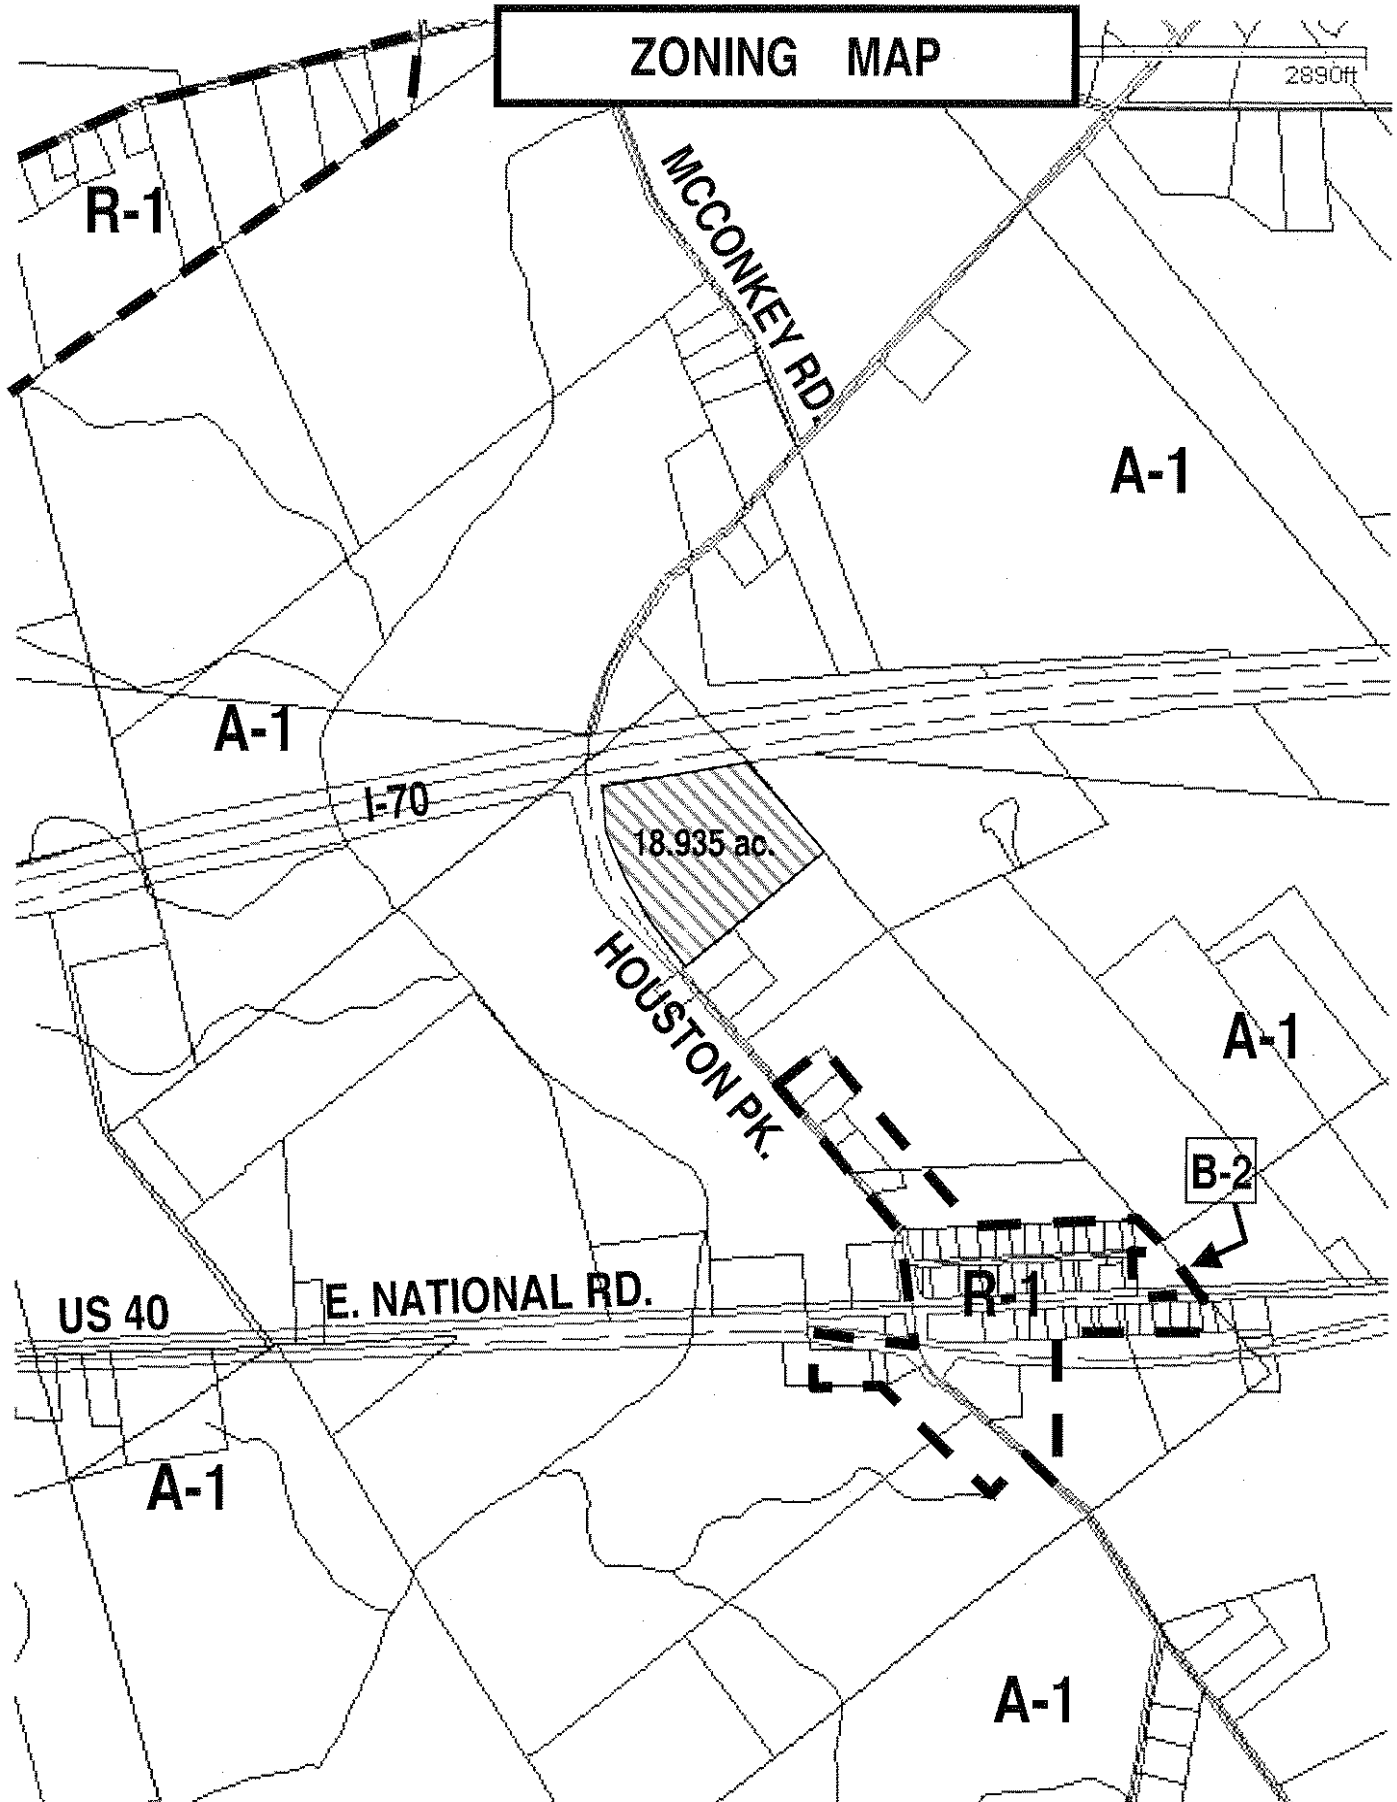 ZONING MAP
2890ft
R-1
MCCONKEY RD.
A-1
A-1
I-70
18.935 ac.
HOUSTON PK.
A-1
B-2
R-1
E. NATIONAL RD.
US 40
A-1
A-1